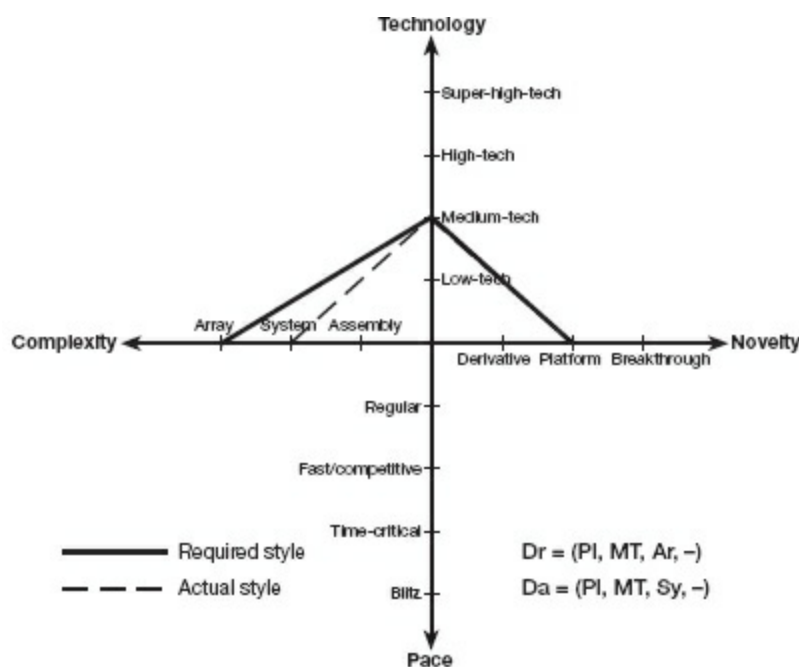 Technology
Super-high-tech
High-tech
Medium-tech
Low-tech
Array System Assembly
Complexity Novelty
Derivative Platform Breakthrough
Regular
Fast/competitive
Time-critical
Required style Dr = (Pl, MT, Ar, –)
Actual style Blitz Da = (Pl, MT, Sy, –)
Pace